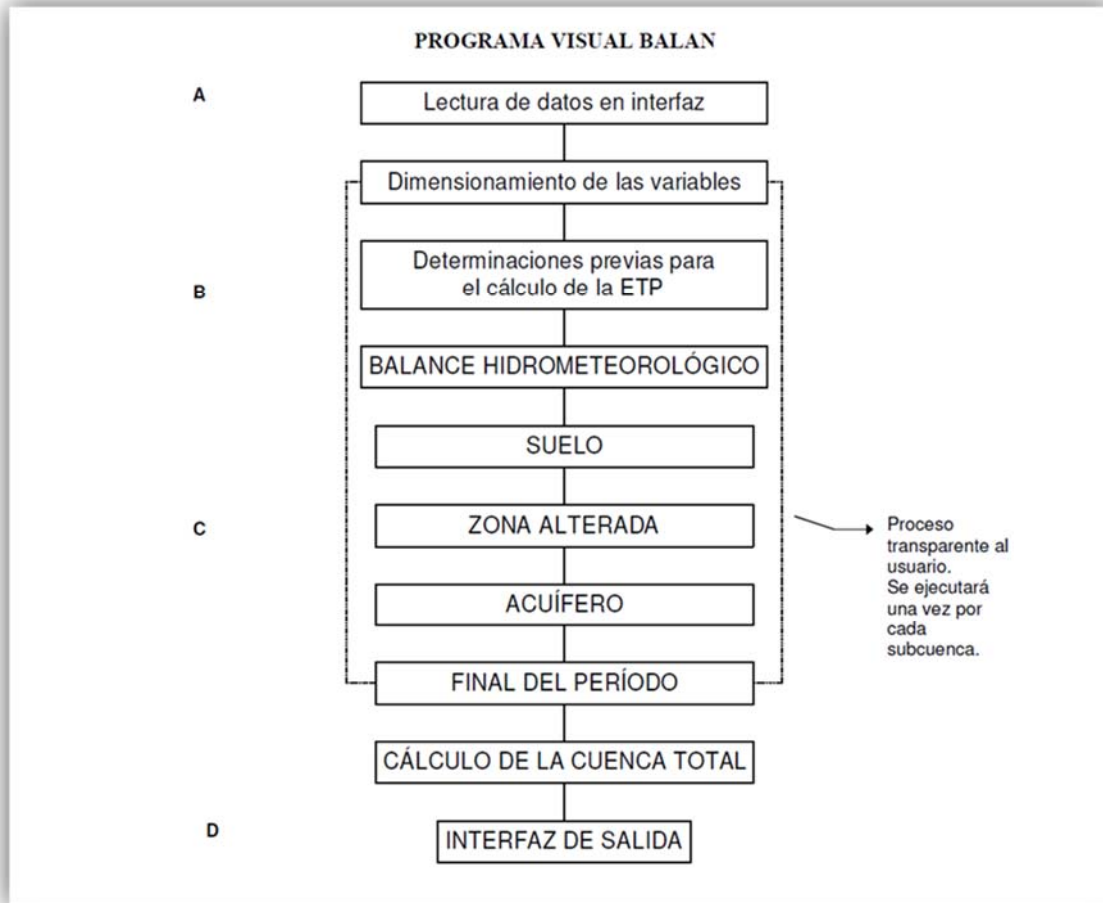 PROGRAMA VISUAL BALAN
A
Lectura de datos en interfaz
Dimensionamiento de las variables
Determinaciones previas para
el cálculo de la ETP
B
BALANCE HIDROMETEOROLÓGICO
SUELO
C
ZONA ALTERADA
Proceso
transparente al
usuario.
Se ejecutará
una vez por
cada
subcuenca.
ACUÍFERO
FINAL DEL PERÍODO
CÁLCULO DE LA CUENCA TOTAL
D
INTERFAZ DE SALIDA